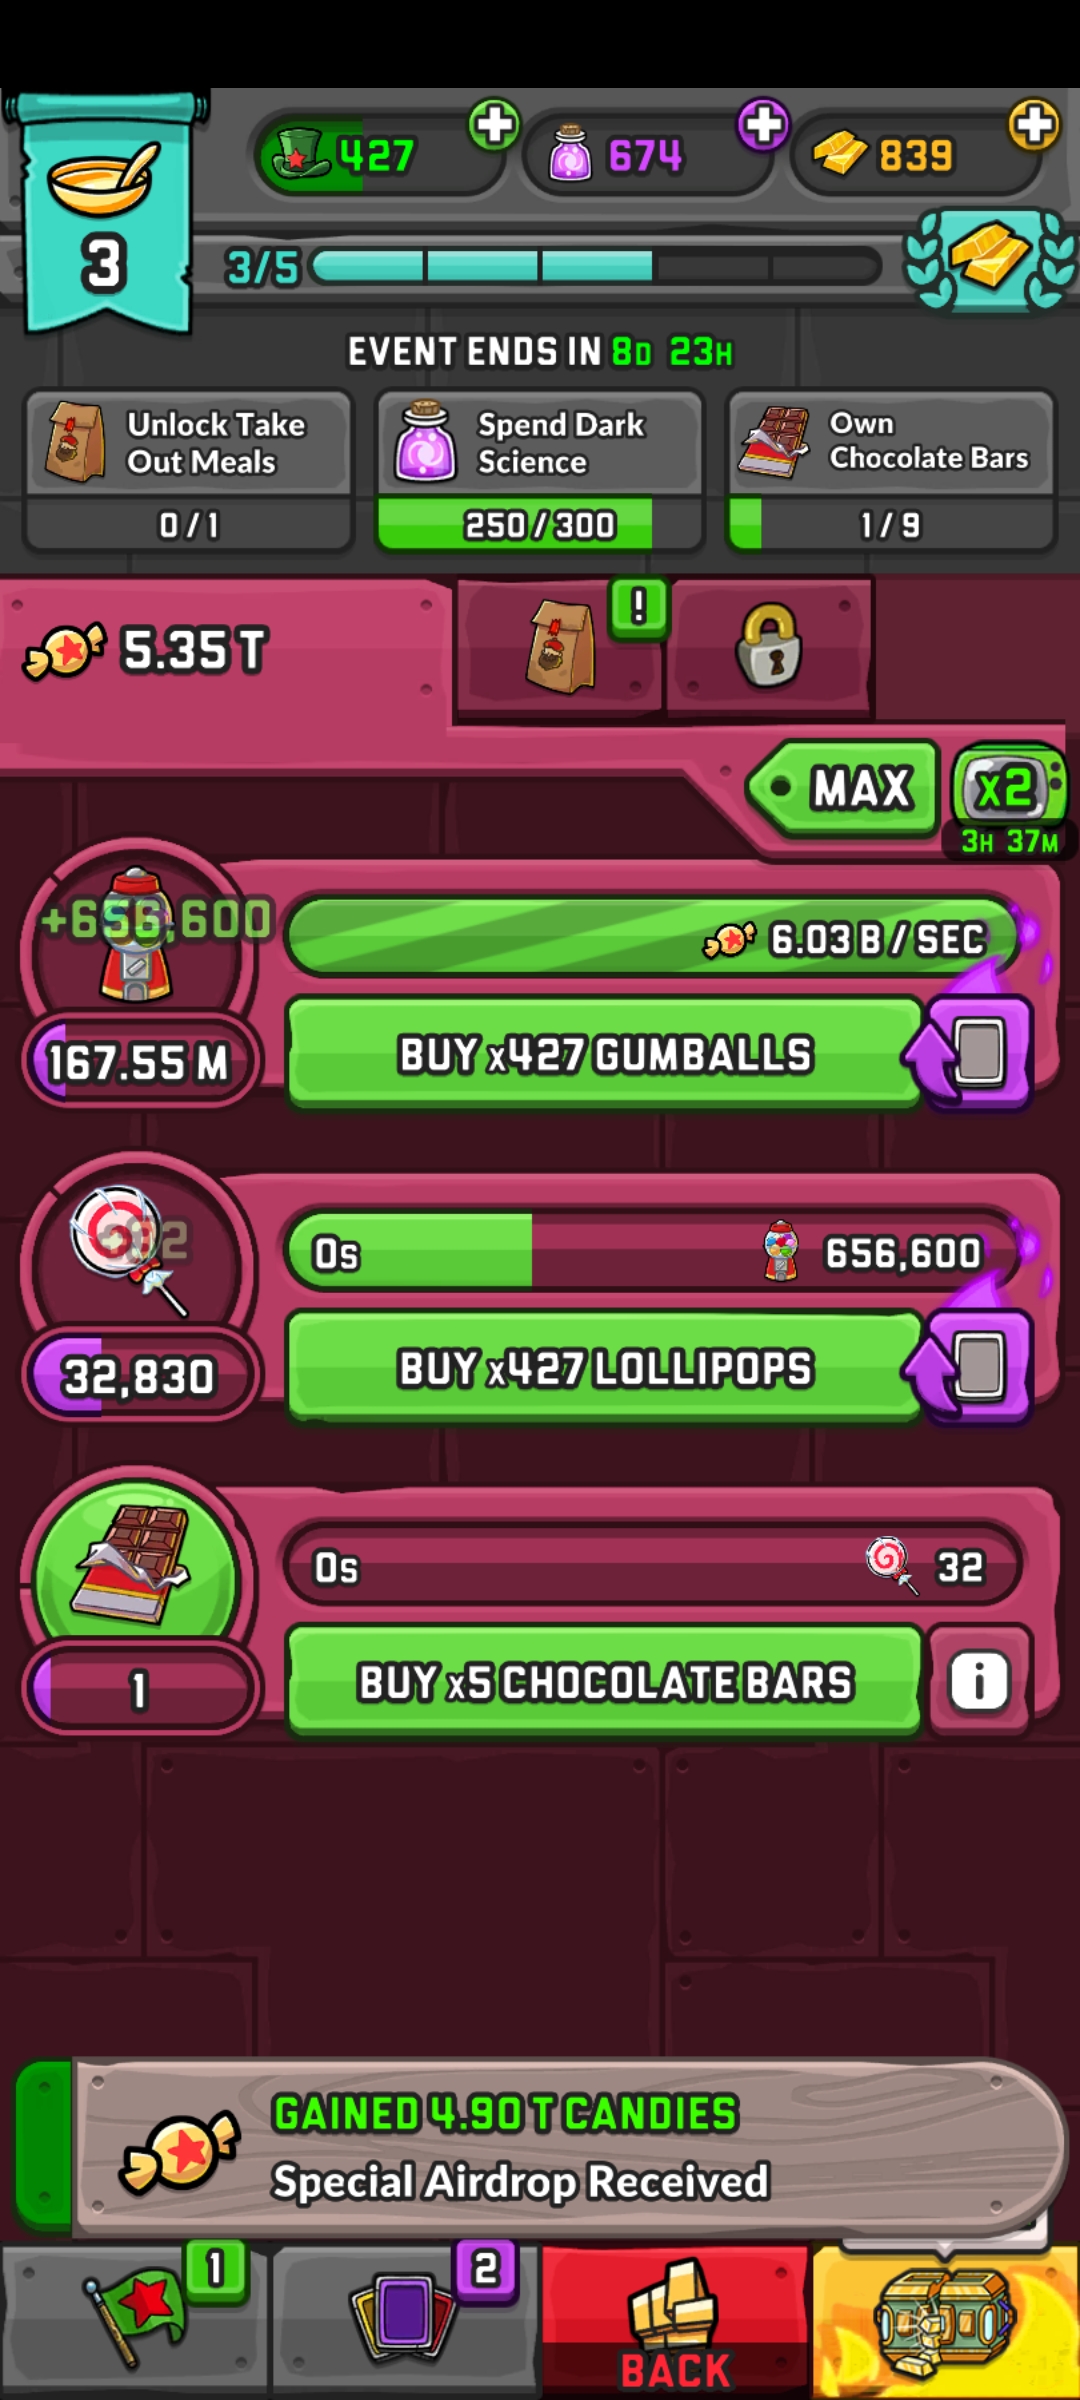 427
674
839
3
3/5
EVENT ENDS IN 8D 23H
Unlock Take
Out Meals
0/1
Spend Dark
Science
250/300
Own
Chocolate Bars
1/9
5.35 T
!
MAX
x2
3H 37M
+656,600
6.03 B / SEC
167.55 M
BUY x427 GUMBALLS
0s
656,600
32,830
BUY x427 LOLLIPOPS
0s
32
1
BUY x5 CHOCOLATE BARS
i
GAINED 4.90 T CANDIES
Special Airdrop Received
1
2
BACK